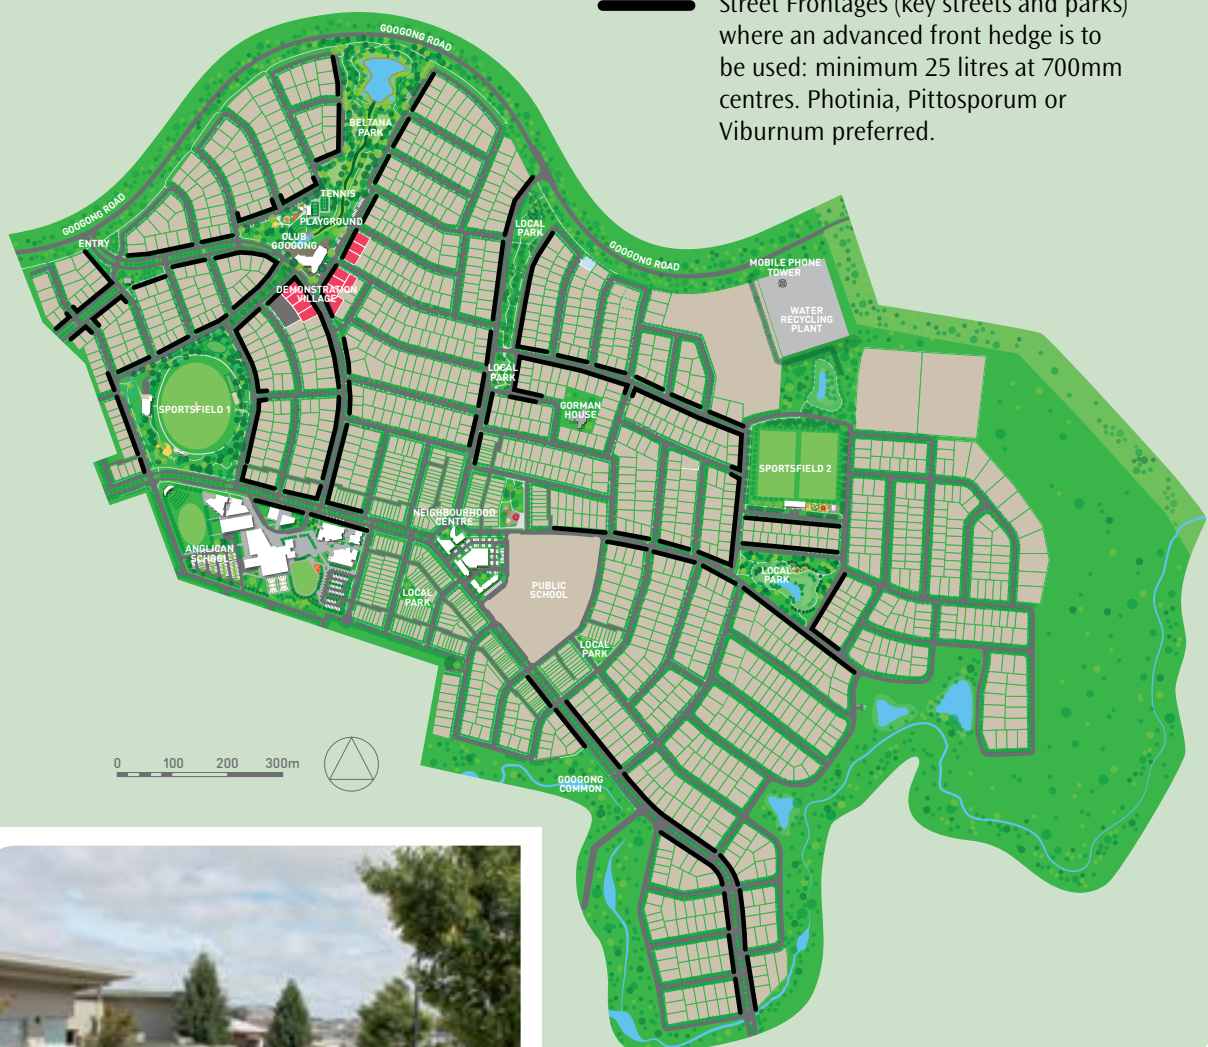 Street Frontages (key streets and parks)
where an advanced front hedge is to
be used: minimum 25 litres at 700mm
centres. Photinia, Pittosporum or
Viburnum preferred.
GOOGONG ROAD
BELTANA
PARK
TENNIS
PLAYGROUND
GOOGONG ROAD
ENTRY
CLUB
GOOGONG
LOCAL
PARK
GOOGONG ROAD
MOBILE PHONE
TOWER
WATER
RECYCLING
PLANT
DEMONSTRATION
VILLAGE
LOCAL
PARK
SPORTSFIELD 1
GORMAN
HOUSE
SPORTSFIELD 2
NEIGHBOURHOOD
CENTRE
ANGLICAN
SCHOOL
LOCAL
PARK
PUBLIC
SCHOOL
LOCAL
PARK
LOCAL
PARK
0 100 200 300m
GOOGONG
COMMON